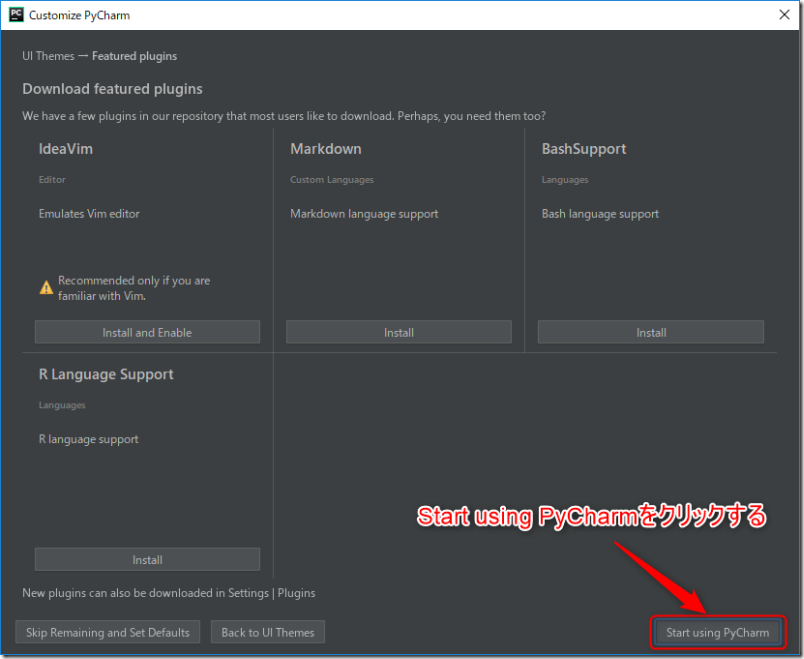 PC
Customize PyCharm
UI Themes → Featured plugins
Download featured plugins
We have a few plugins in our repository that most users like to download. Perhaps, you need them too?
IdeaVim
Editor
Emulates Vim editor
Recommended only if you are
familiar with Vim.
Install and Enable
Markdown
Custom Languages
Markdown language support
Install
BashSupport
Languages
Bash language support
Install
R Language Support
Languages
R language support
Install
Start using PyCharmをクリックする
New plugins can also be downloaded in Settings | Plugins
Skip Remaining and Set Defaults
Back to UI Themes
Start using PyCharm